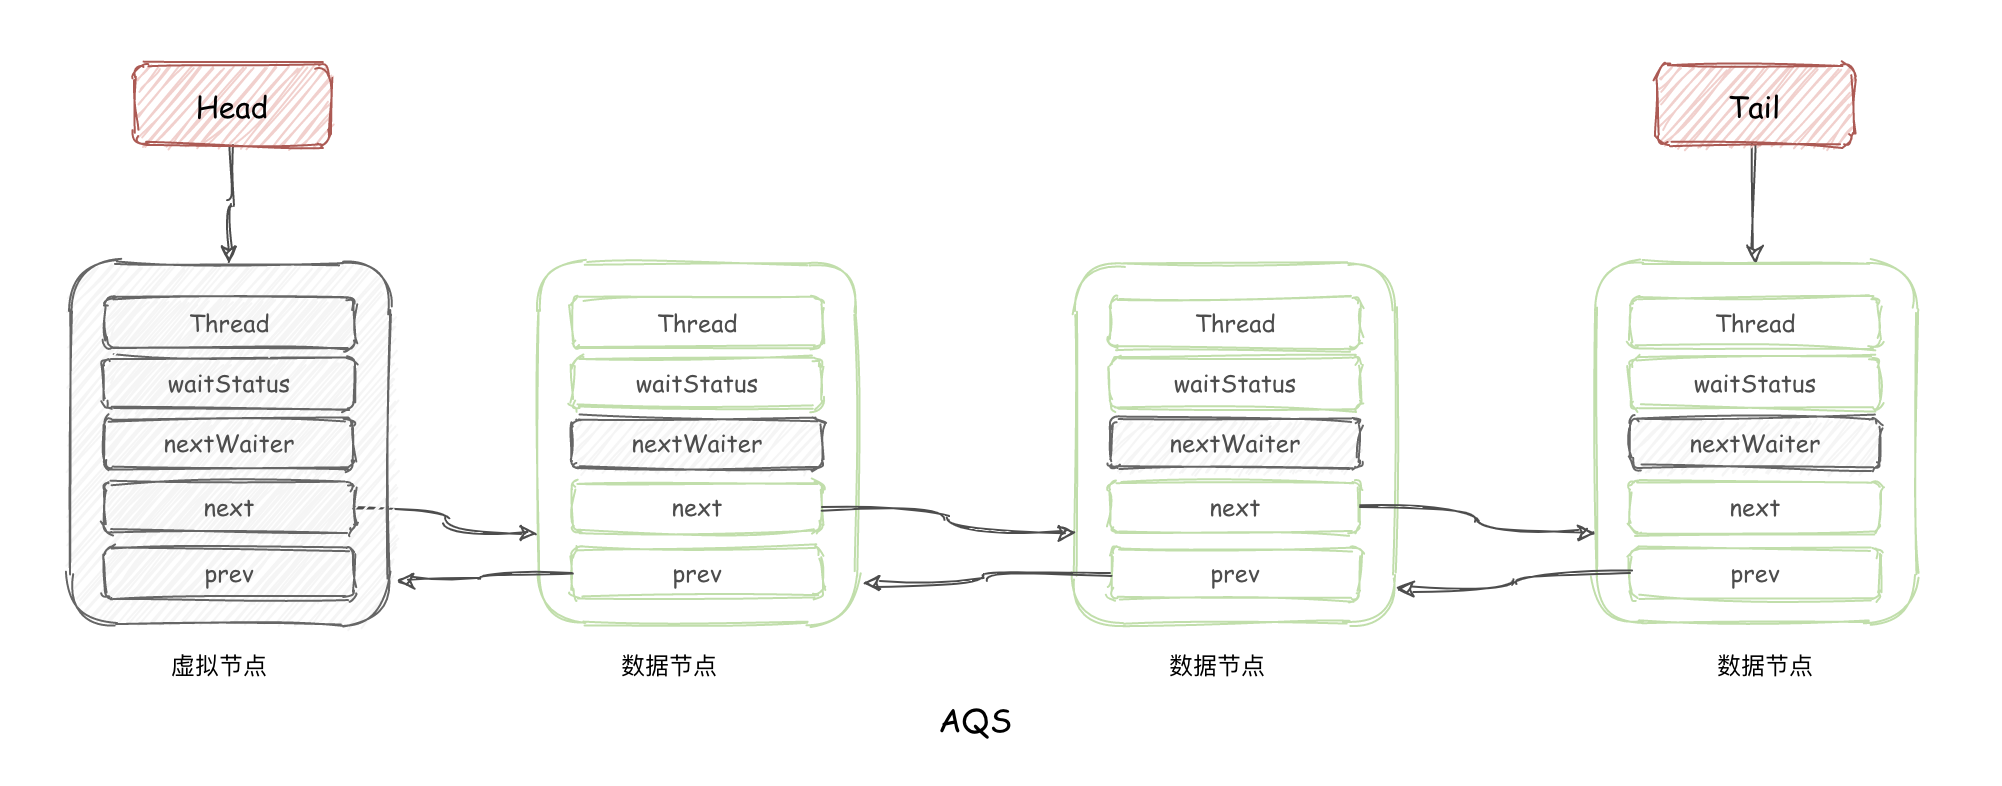 Head
Tail
Thread
waitStatus
nextWaiter
next
prev
虚拟节点
Thread
waitStatus
nextWaiter
next
prev
数据节点
Thread
waitStatus
nextWaiter
next
prev
数据节点
Thread
waitStatus
nextWaiter
next
prev
数据节点
AQS